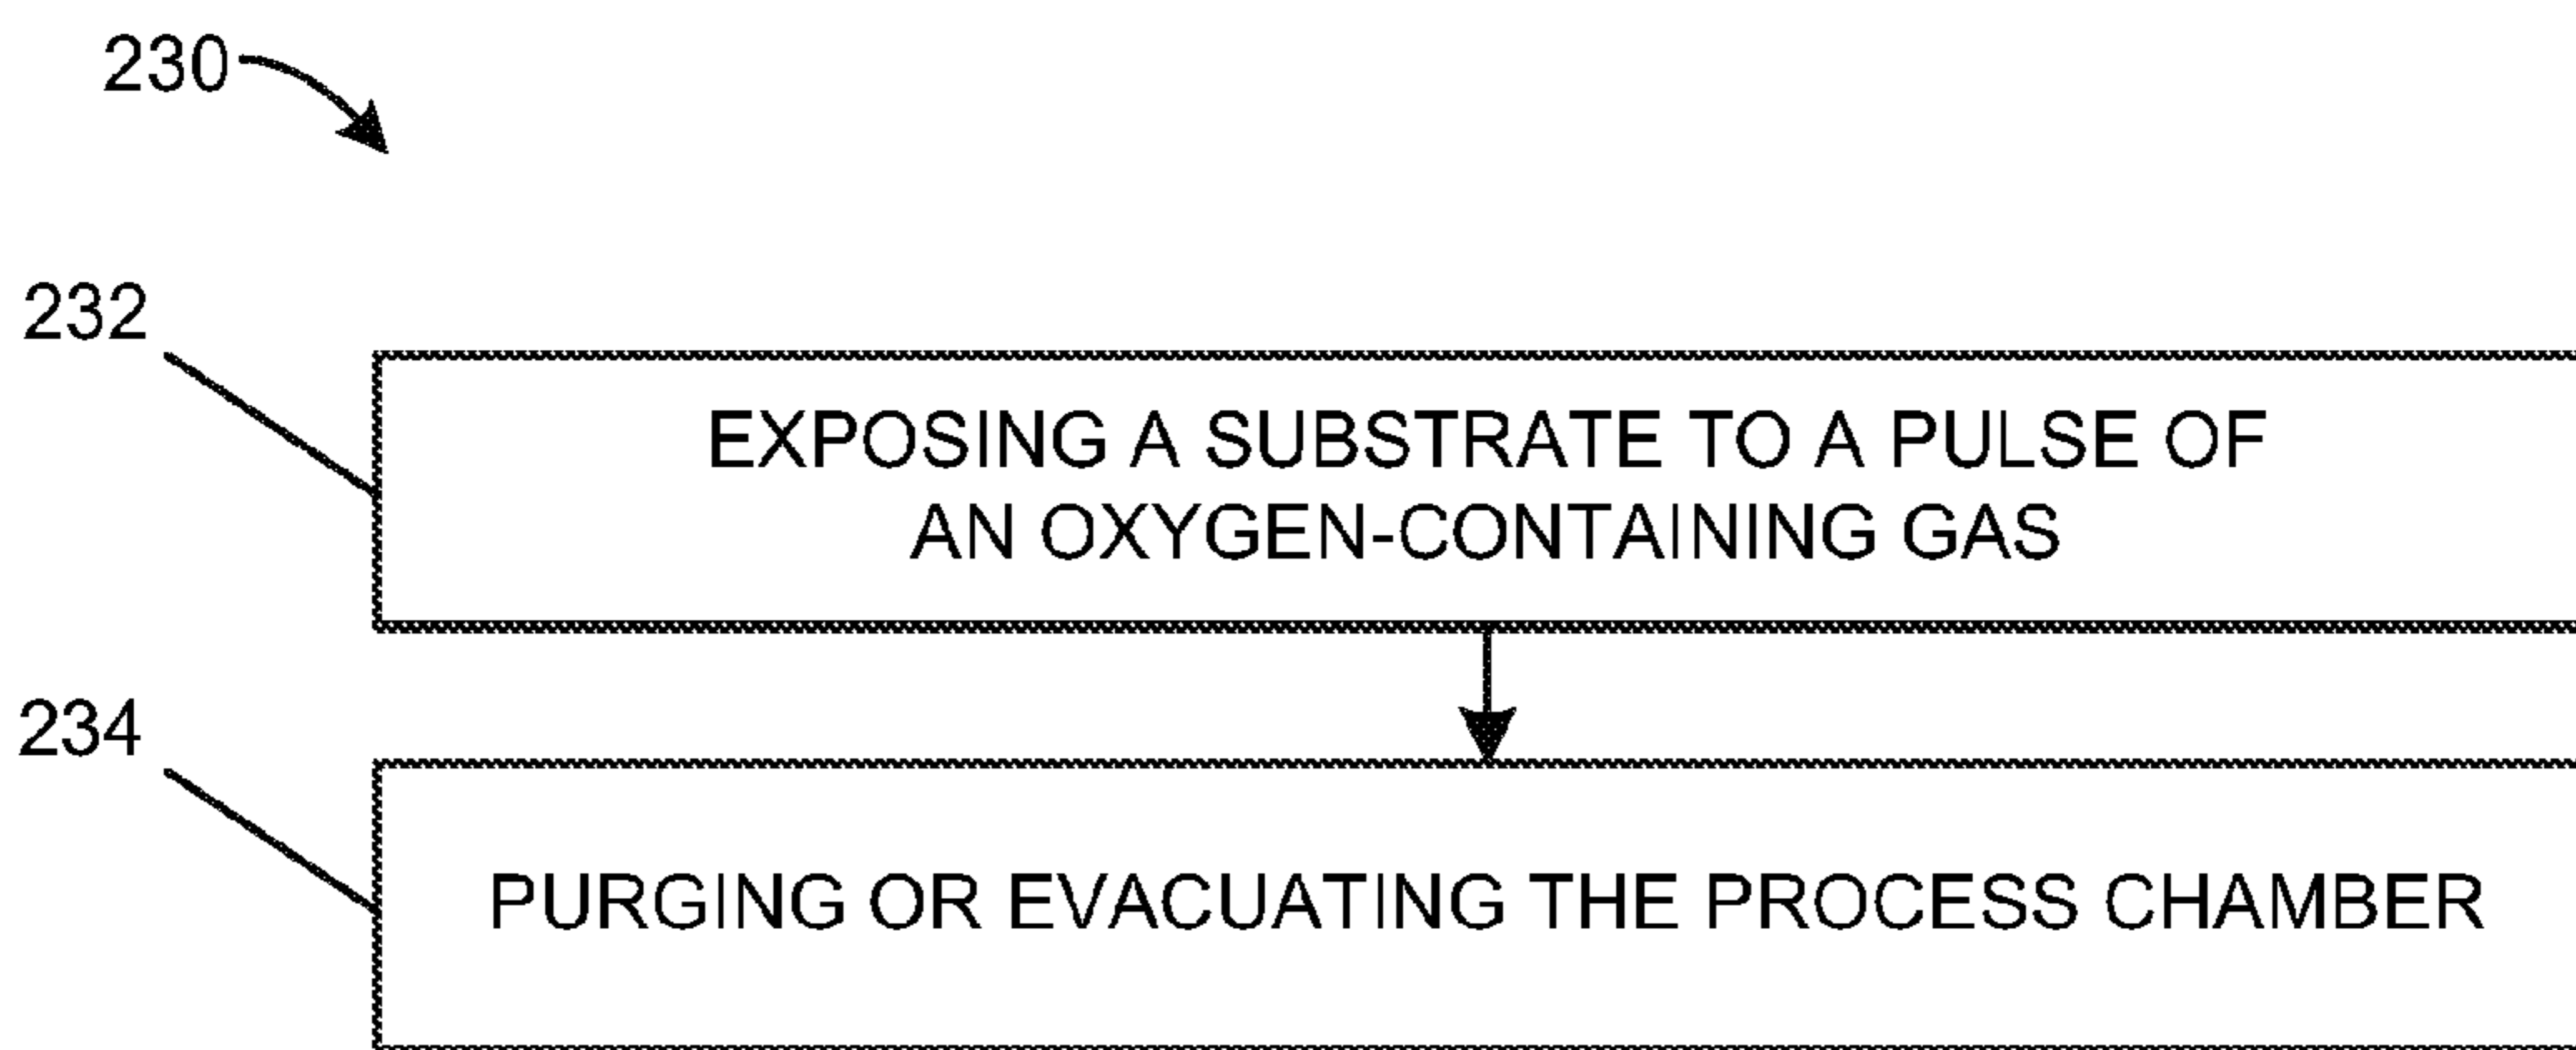 230
232
EXPOSING A SUBSTRATE TO A PULSE OF
AN OXYGEN-CONTAINING GAS
234
PURGING OR EVACUATING THE PROCESS CHAMBER